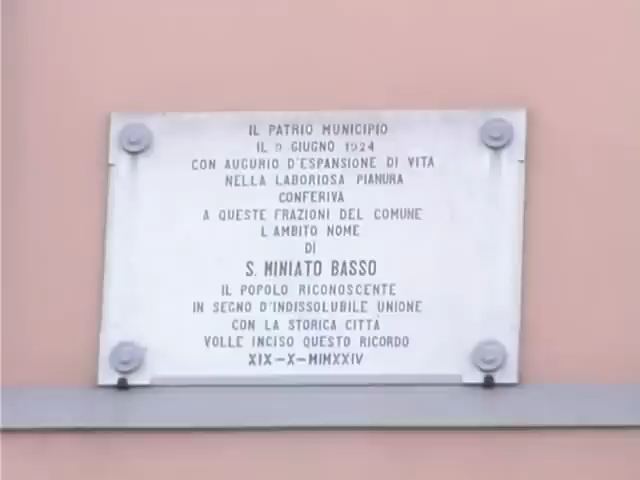 IL PATRIO MUNICIPIO
IL 9 GIUGNO 1924
CON AUGURIO D'ESPANSIONE DI VITA
NELLA LABORIOSA PIANURA
CONFERIVA
A QUESTE FRAZIONI DEL COMUNE
L AMBITO NOME
DI
S. MINIATO BASSO
IL POPOLO RICONOSCENTE
IN SEGNO D'INDISSOLUBILE UNIONE
CON LA STORICA CITTÀ
VOLLE INCISO QUESTO RICORDO
XIX-X-MIMXXIV